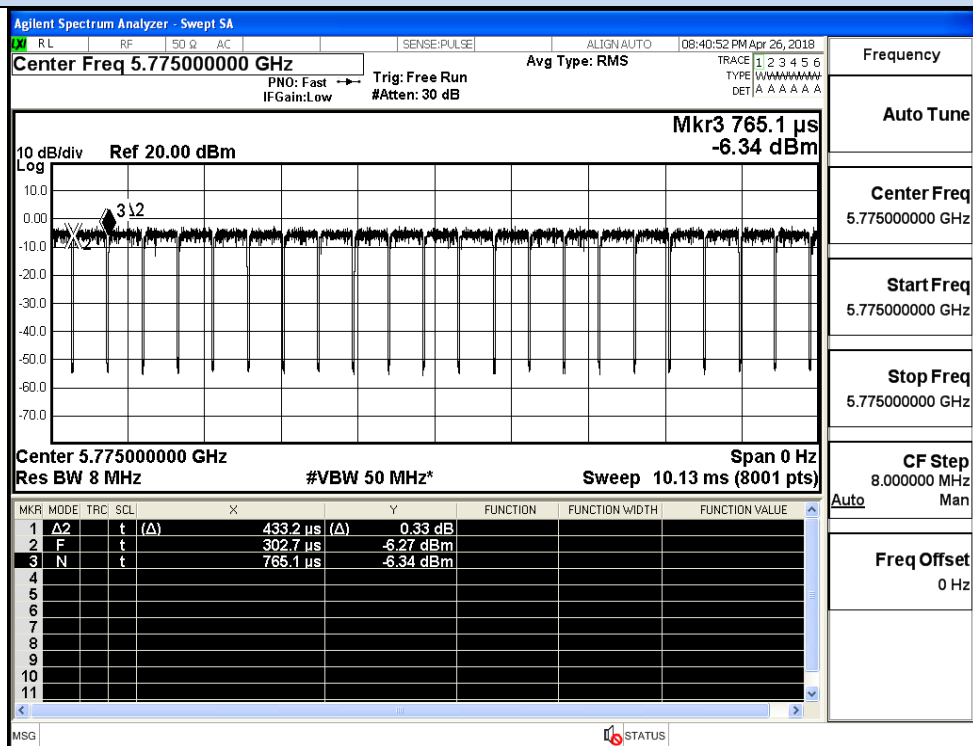 Agilent Spectrum Analyzer - Swept SA
LXI RL RF 50 Ω AC SENSE:PULSE ALIGN AUTO 08:40:52 PM Apr 26, 2018
Center Freq 5.775000000 GHz
PNO: Fast
IFGain:Low
Trig: Free Run
#Atten: 30 dB
Avg Type: RMS
TRACE 1 2 3 4 5 6
TYPE WWWWWW
DET A A A A A A
Mkr3 765.1 µs
-6.34 dBm
10 dB/div Ref 20.00 dBm
Log
10.0
0.00
-10.0
-20.0
-30.0
-40.0
-50.0
-60.0
-70.0
3 1Δ2
2
Center 5.775000000 GHz Span 0 Hz
Res BW 8 MHz #VBW 50 MHz* Sweep 10.13 ms (8001 pts)
MKR MODE TRC SCL X Y FUNCTION FUNCTION WIDTH FUNCTION VALUE
1 Δ2 t (Δ) 433.2 µs (Δ) 0.33 dB
2 F t 302.7 µs -6.27 dBm
3 N t 765.1 µs -6.34 dBm
4
5
6
7
8
9
10
11
MSG STATUS
Frequency
Auto Tune
Center Freq
5.775000000 GHz
Start Freq
5.775000000 GHz
Stop Freq
5.775000000 GHz
CF Step
8.000000 MHz
Auto Man
Freq Offset
0 Hz